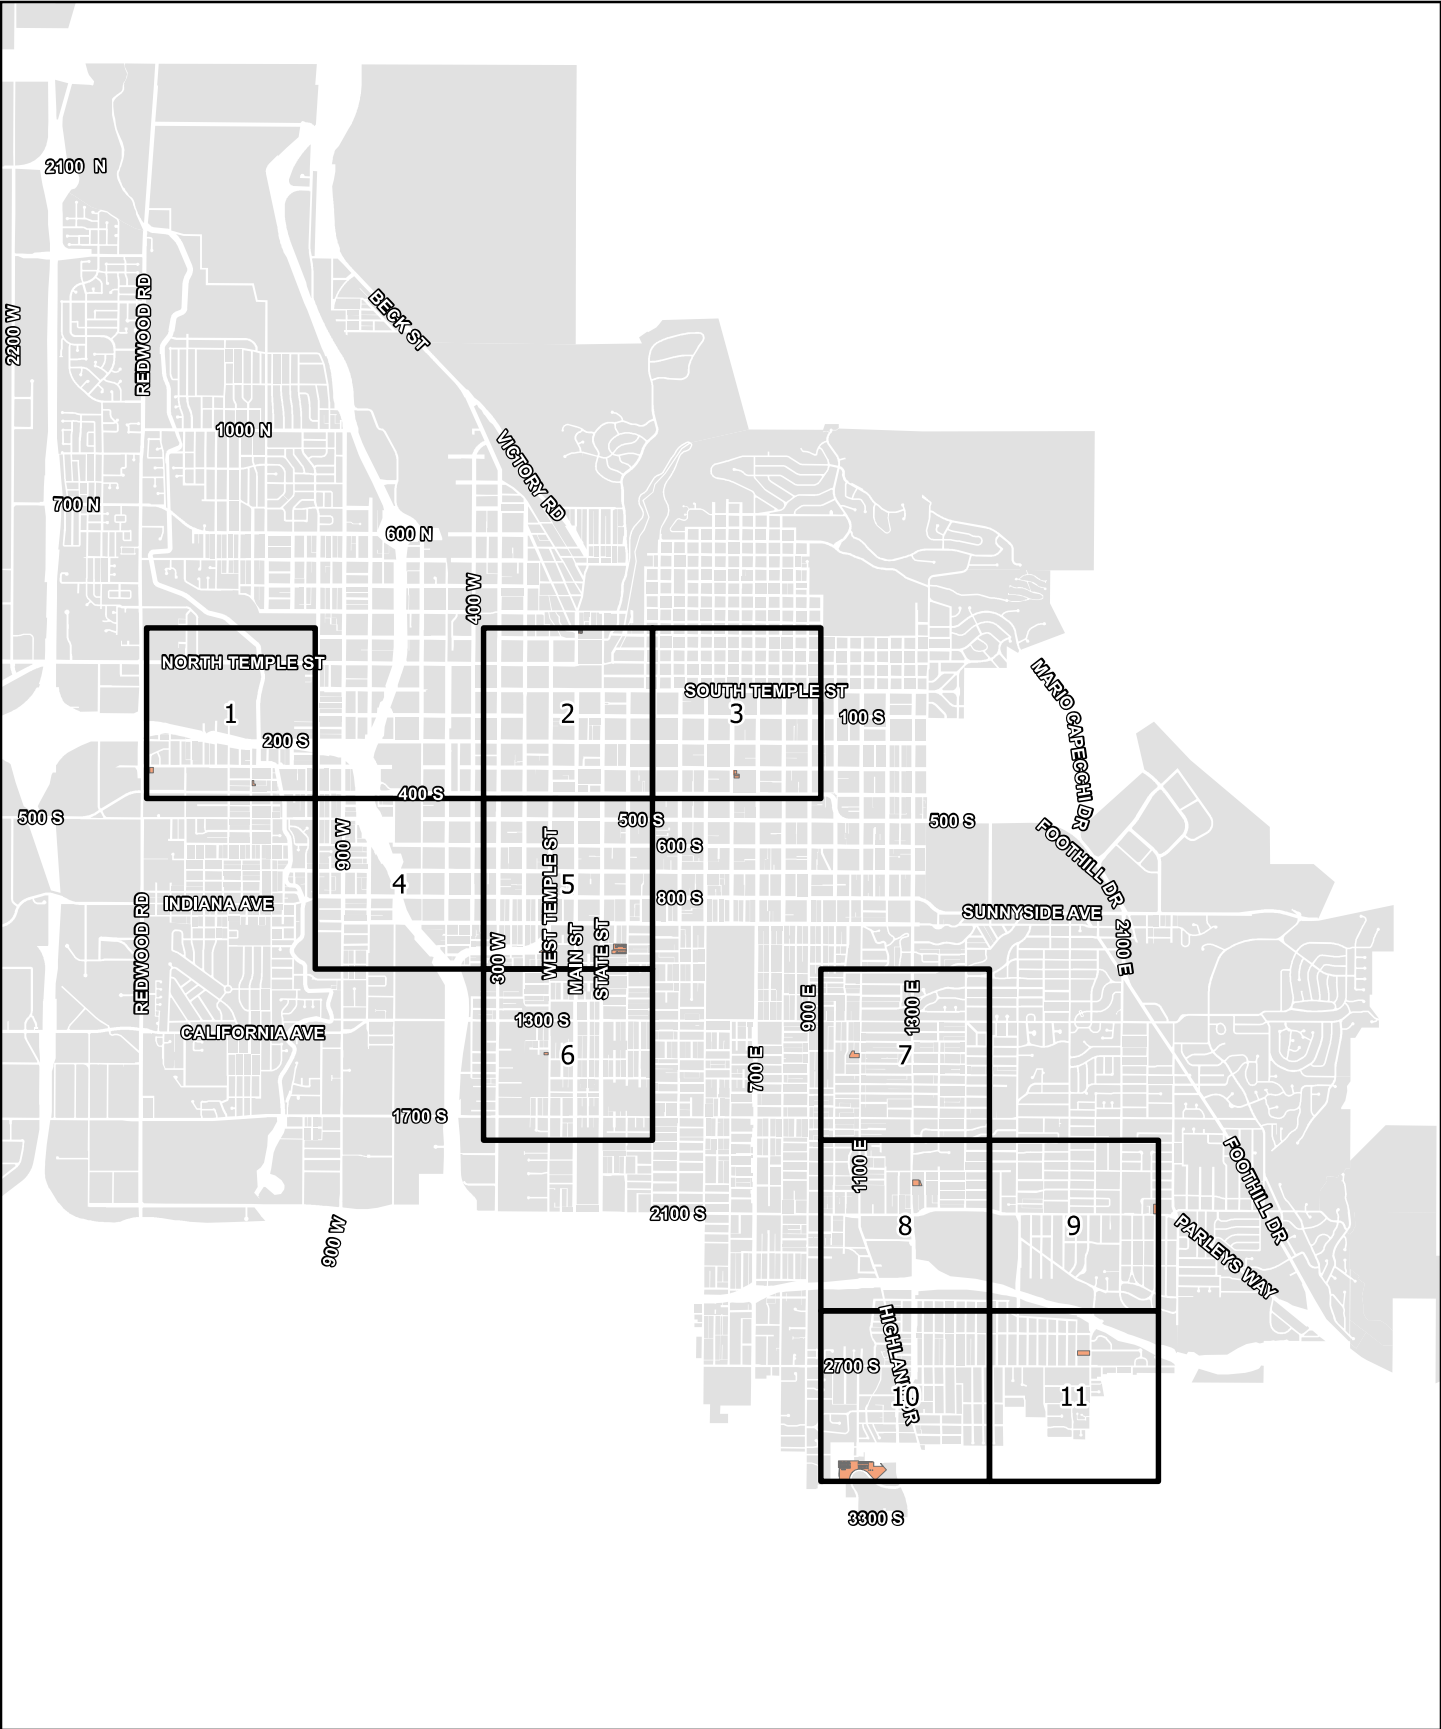 2100 N
REDWOOD RD
2200 W
BECK ST
1000 N
VICTORY RD
700 N
600 N
400 W
NORTH TEMPLE ST
MARIO CAPECCHI DR
SOUTH TEMPLE ST
1
2
3
100 S
200 S
400 S
500 S
500 S
500 S
900 W
600 S
FOOTHILL DR
4
5
WEST TEMPLE ST
800 S
INDIANA AVE
SUNNYSIDE AVE
2100 E
REDWOOD RD
300 W
MAIN ST
STATE ST
900 E
1300 E
1300 S
CALIFORNIA AVE
6
7
700 E
1700 S
1100 E
FOOTHILL DR
2100 S
8
9
900 W
PARLEYS WAY
HIGHLAND DR
2700 S
10
11
3300 S